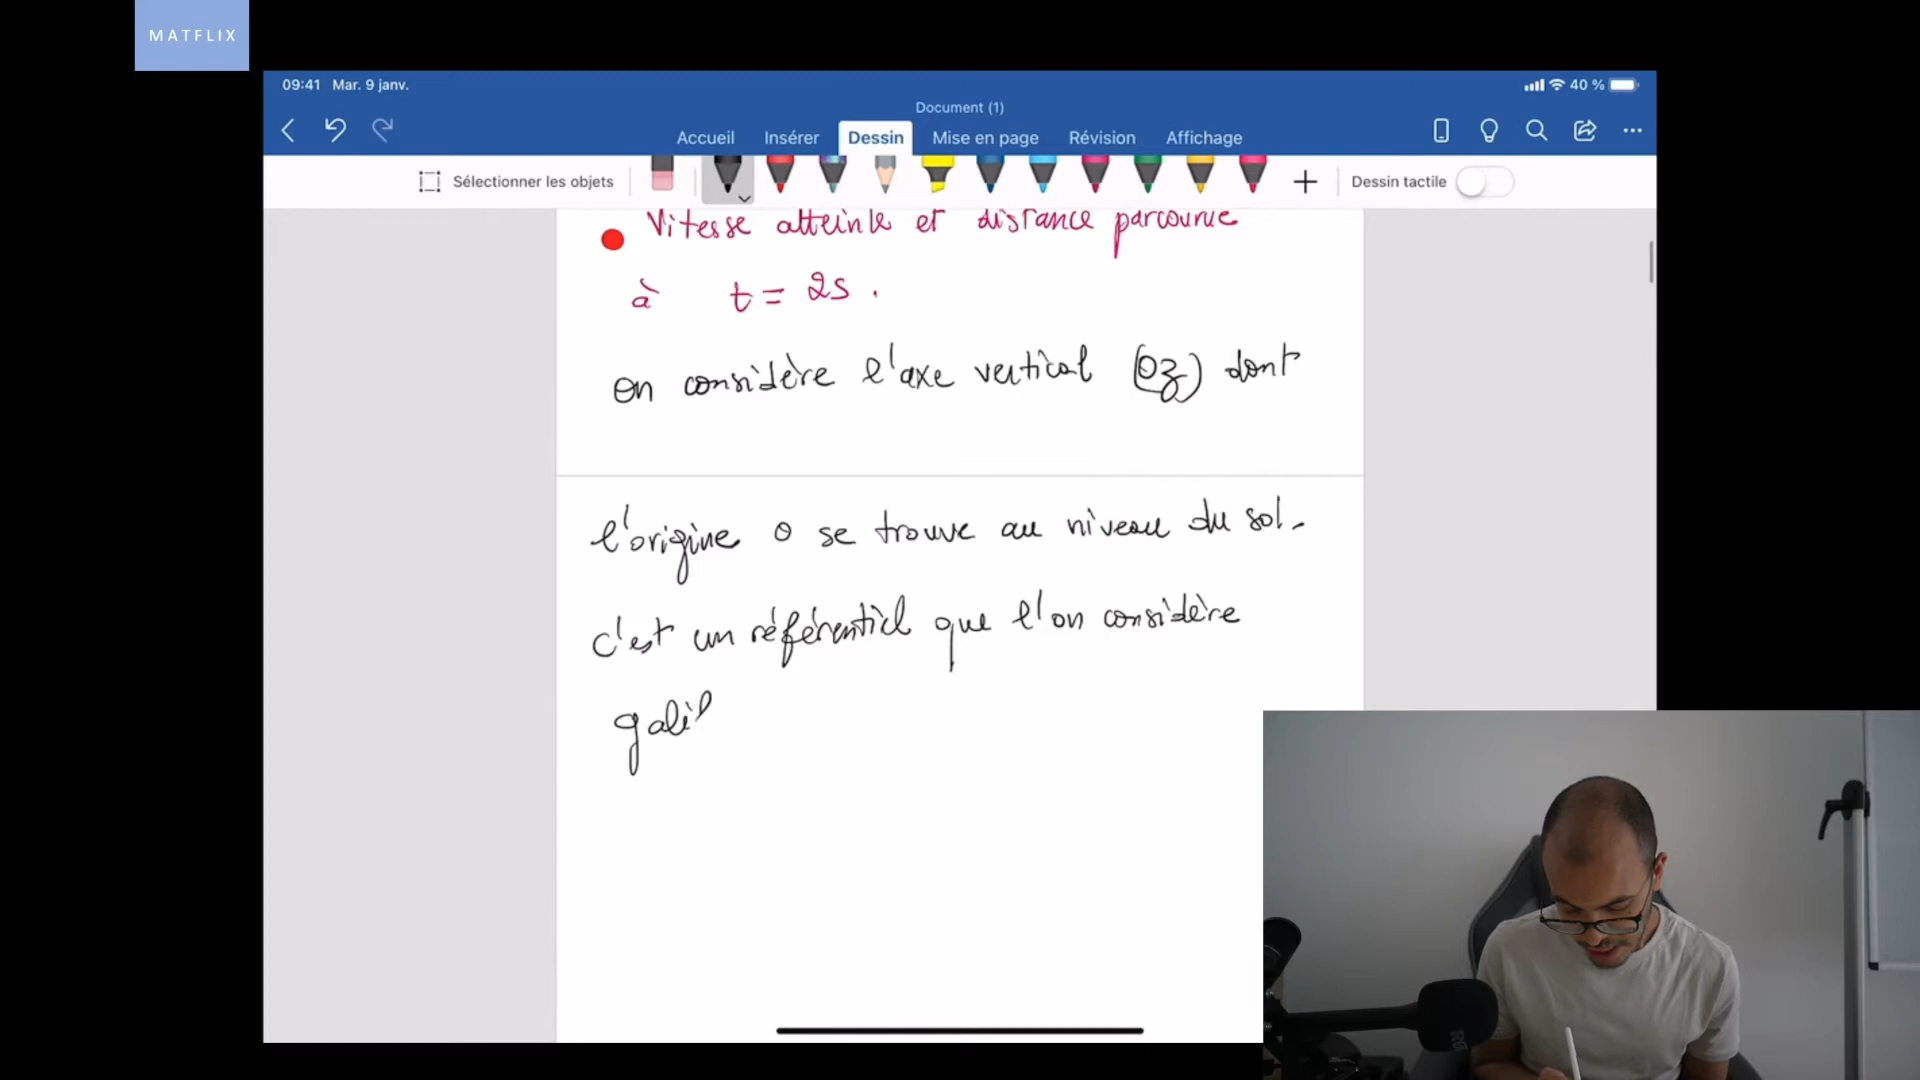 MATFLIX
09:41 Mar. 9 janv.
40 %
Document (1)
Accueil Insérer Dessin Mise en page Révision Affichage
Sélectionner les objets
Dessin tactile
Vitesse atteinte et distance parcourue
à t = 2s .
on considère l'axe vertical (Oz) dont
l'origine O se trouve au niveau du sol.
c'est un référentiel que l'on considère
galil